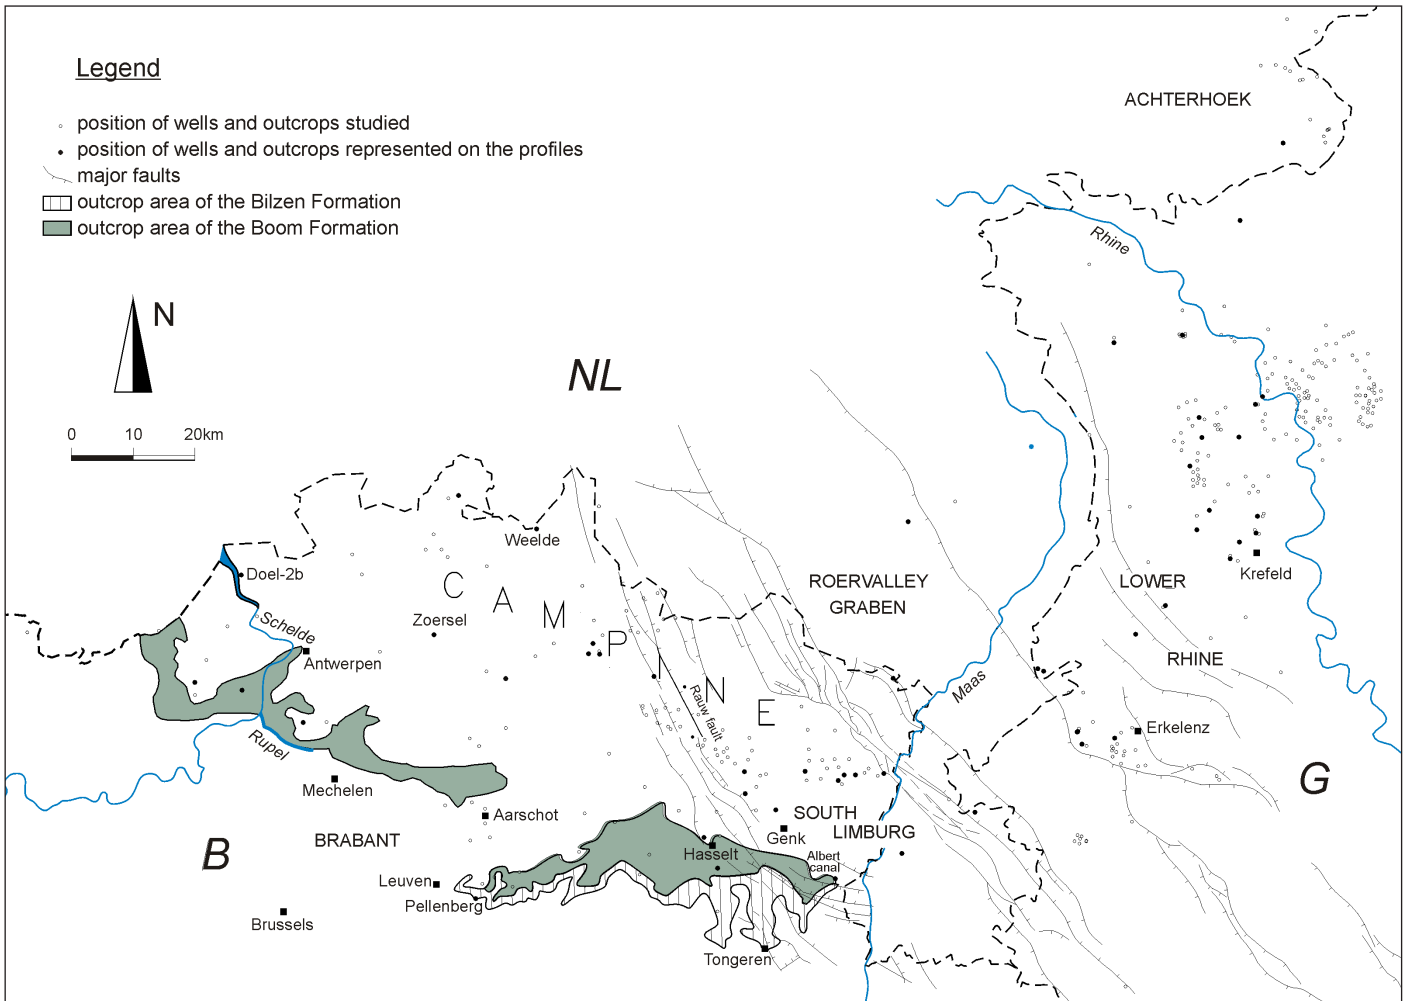 Legend
position of wells and outcrops studied
position of wells and outcrops represented on the profiles
major faults
outcrop area of the Bilzen Formation
outcrop area of the Boom Formation
N
0 10 20km
ACHTERHOEK
Rhine
NL
Weelde
Doel-2b
C A M P I N E
Zoersel
Schelde
Antwerpen
ROERVALLEY
GRABEN
LOWER
RHINE
Krefeld
Maas
Rauw fault
Erkelenz
Rupel
Mechelen
G
Aarschot
BRABANT
B
SOUTH
LIMBURG
Genk
Hasselt
Albert
canal
Leuven
Pellenberg
Brussels
Tongeren